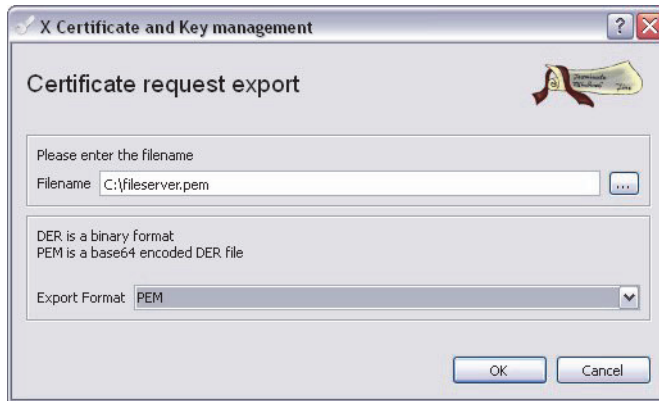 X Certificate and Key management
Certificate request export
Please enter the filename
Filename C:\fileserver.pem ...
DER is a binary format
PEM is a base64 encoded DER file
Export Format PEM
OK Cancel